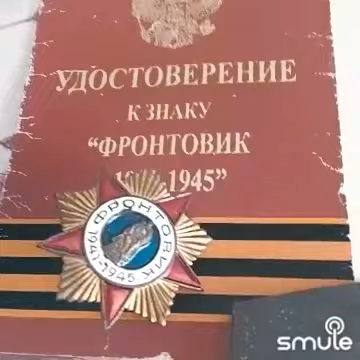 УДОСТОВЕРЕНИЕ
К ЗНАКУ
“ФРОНТОВИК
1945”
ФРОНТОВИК
1941-1945
smule